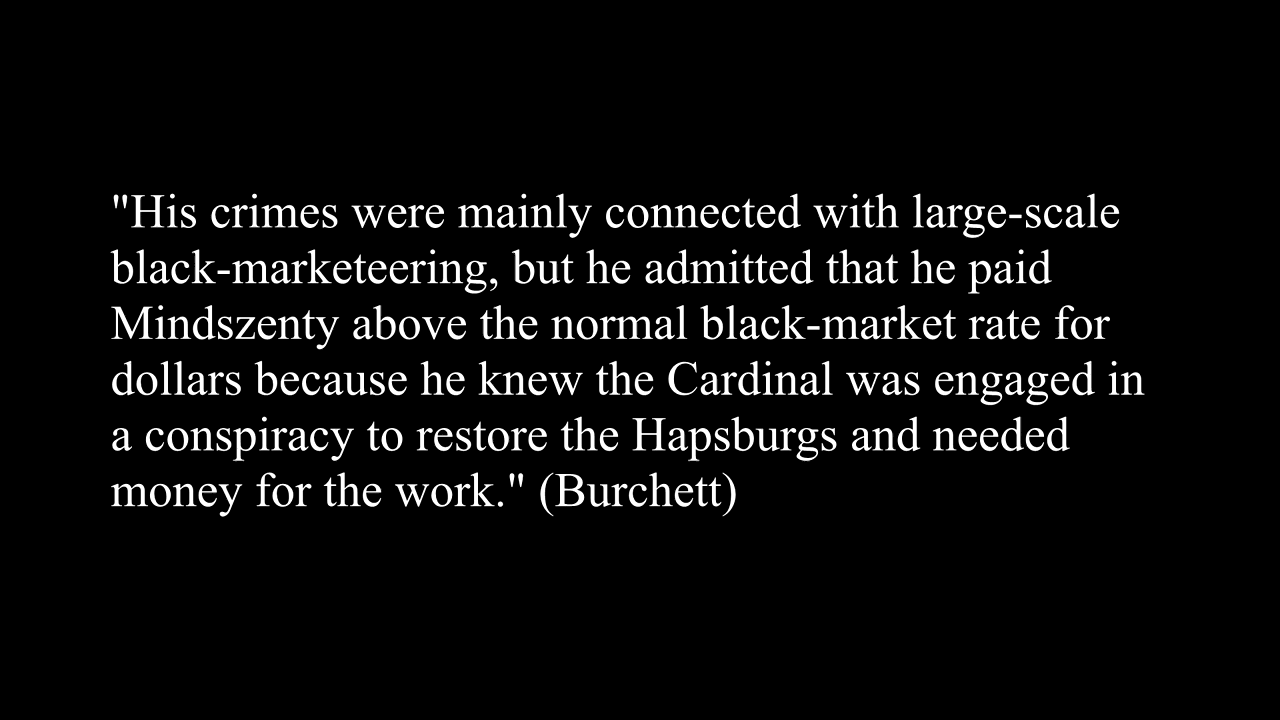 "His crimes were mainly connected with large-scale
black-marketeering, but he admitted that he paid
Mindszenty above the normal black-market rate for
dollars because he knew the Cardinal was engaged in
a conspiracy to restore the Hapsburgs and needed
money for the work." (Burchett)